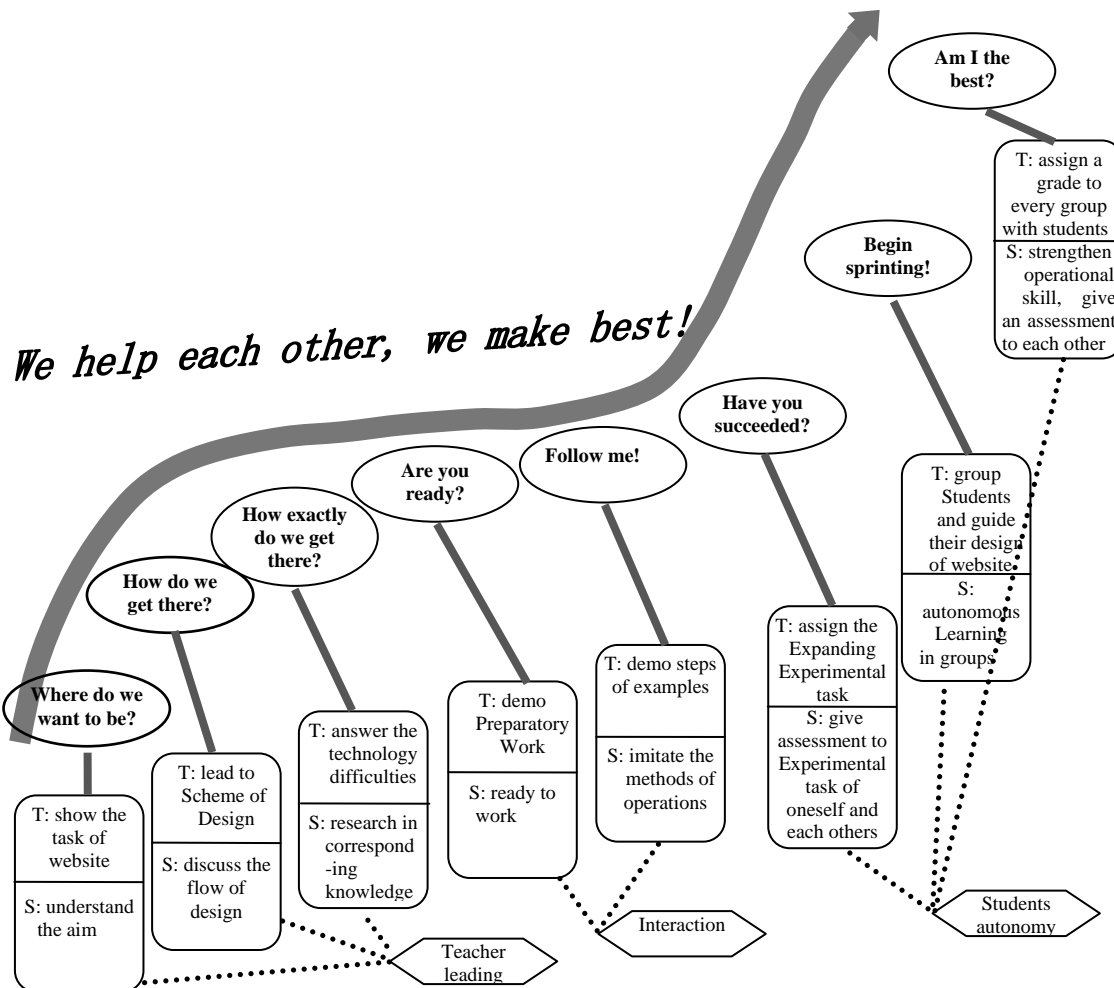 Am I the
best?
T: assign a
grade to
every group
with students
S: strengthen
operational
skill, give
an assessment
to each other
Begin
sprinting!
T: group
Students
and guide
their design
of website
S:
autonomous
Learning
in groups
We help each other, we make best!
Have you
succeeded?
T: assign the
Expanding
Experimental
task
S: give
assessment to
Experimental
task of
oneself and
each others
Follow me!
T: demo steps
of examples
S: imitate the
methods of
operations
Are you
ready?
T: demo
Preparatory
Work
S: ready to
work
How exactly
do we get
there?
T: answer the
technology
difficulties
S: research in
correspond
-ing
knowledge
How do we
get there?
T: lead to
Scheme of
Design
S: discuss the
flow of
design
Where do we
want to be?
T: show the
task of
website
S: understand
the aim
Teacher
leading
Interaction
Students
autonomy